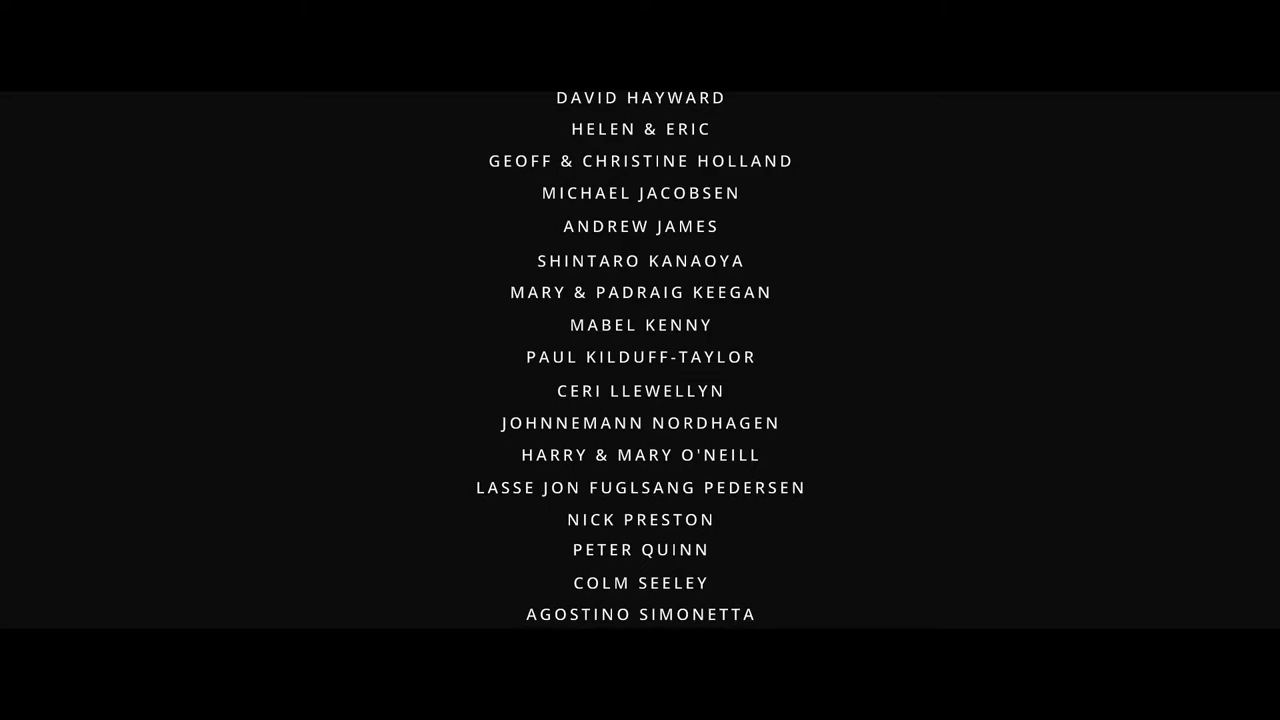 DAVID HAYWARD
HELEN & ERIC
GEOFF & CHRISTINE HOLLAND
MICHAEL JACOBSEN
ANDREW JAMES
SHINTARO KANAOYA
MARY & PADRAIG KEEGAN
MABEL KENNY
PAUL KILDUFF-TAYLOR
CERI LLEWELLYN
JOHNNEMANN NORDHAGEN
HARRY & MARY O'NEILL
LASSE JON FUGLSANG PEDERSEN
NICK PRESTON
PETER QUINN
COLM SEELEY
AGOSTINO SIMONETTA